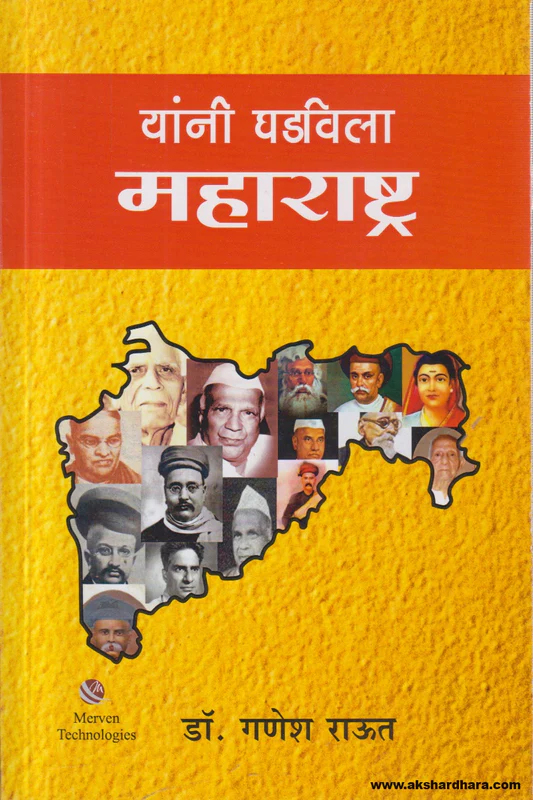 यांनी घडविला
महाराष्ट्र
Merven
Technologies
डॉ. गणेश राऊत
www.akshardhara.com